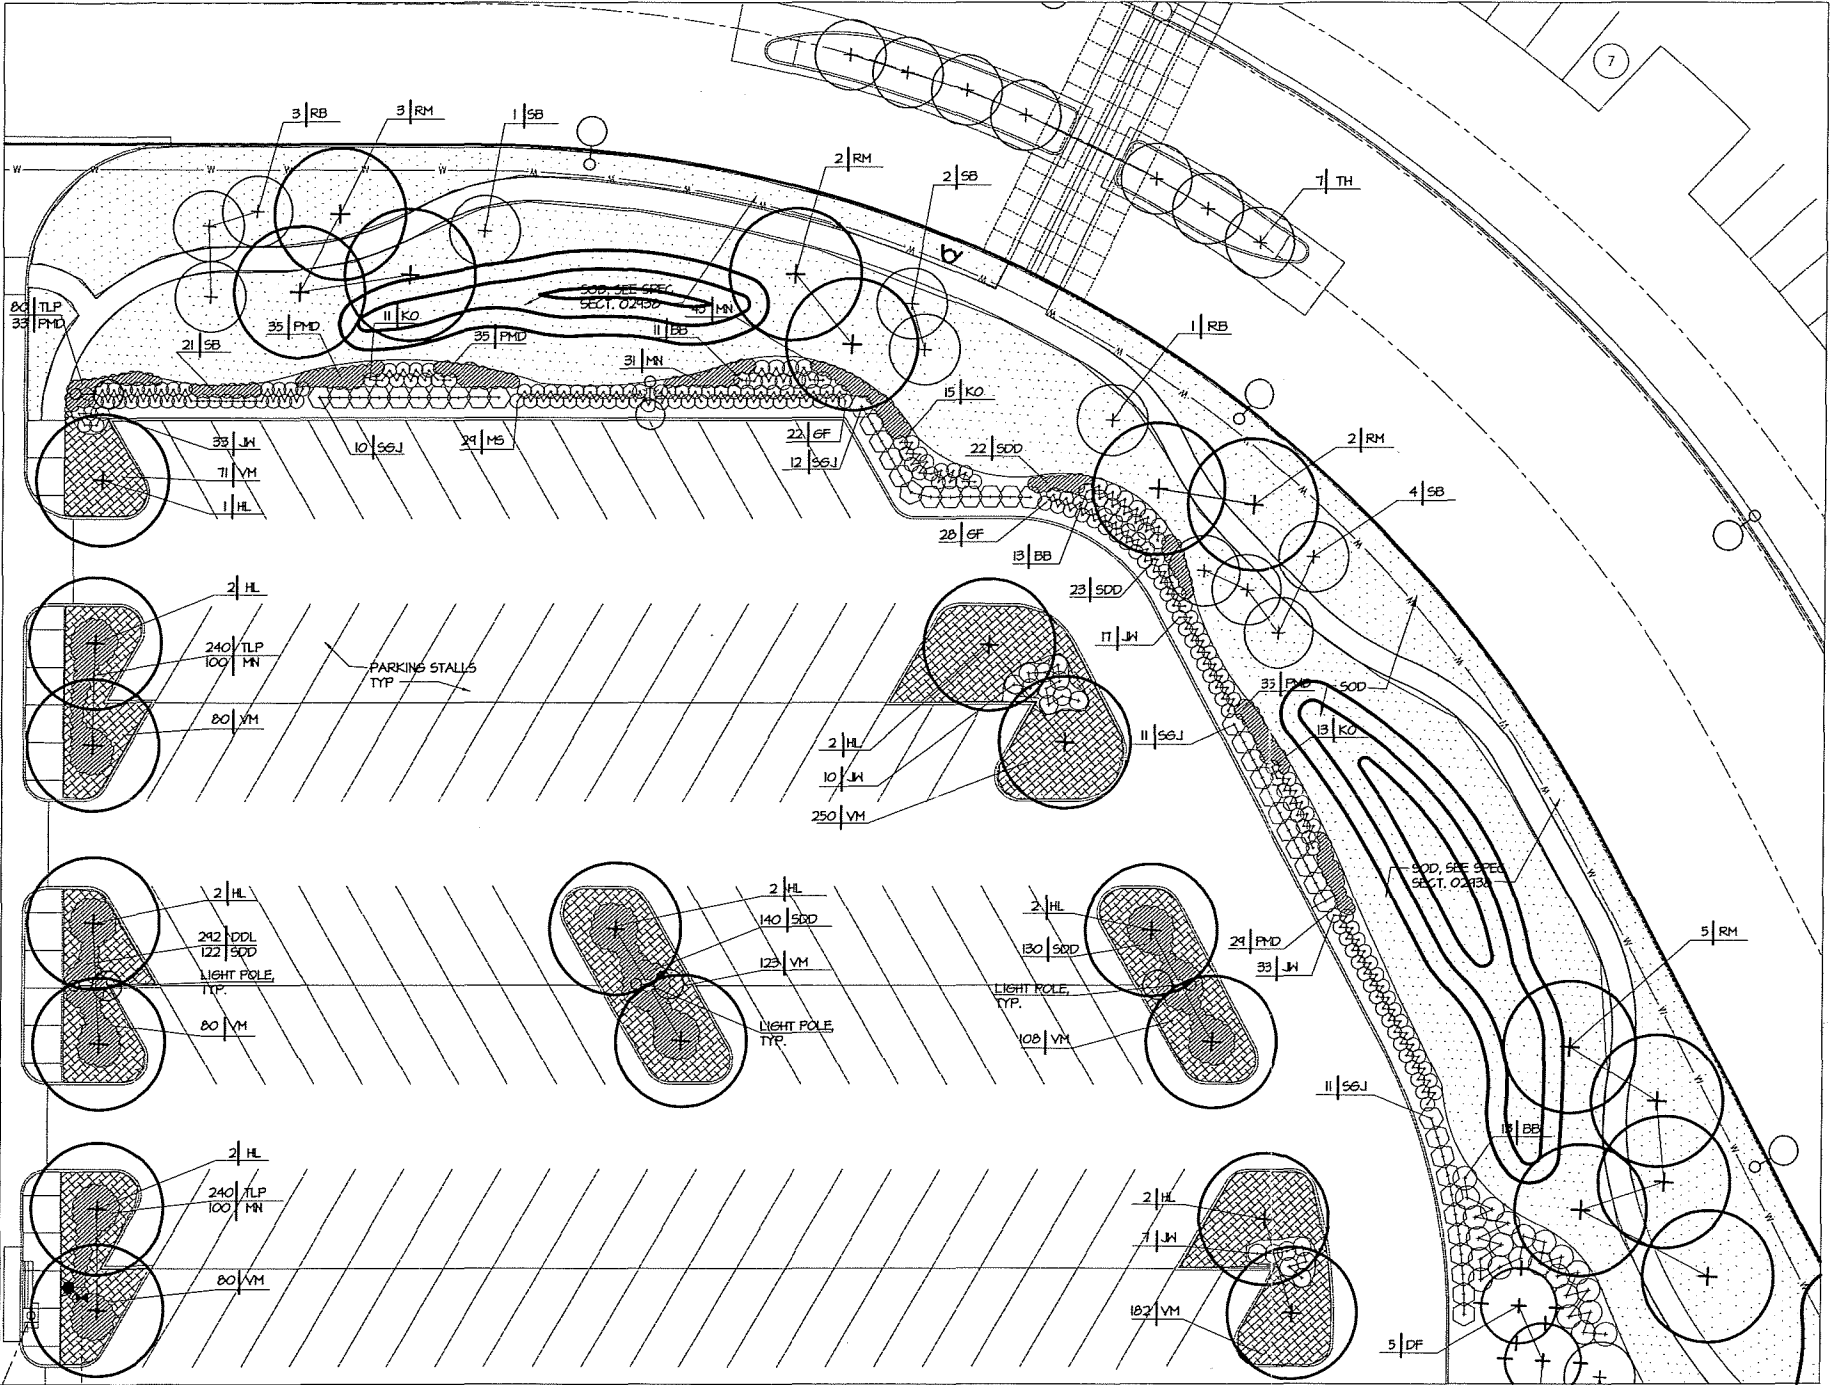 7
3 RB
3 RM
1 SB
2 RM
2 SB
7 TH
W W W W W W W W W W
80 TLP
33 PMD
SOD, SEE SPEC
SECT. 02938
11 KO
43 MN
35 PMD
11 BB
35 PMD
21 SB
31 MN
1 RB
15 KO
33 JW
10 SGJ
29 MS
22 GF
12 SGJ
22 SDD
2 RM
71 VM
1 HL
4 SB
28 GF
13 BB
23 SDD
2 HL
17 JW
240 TLP
100 MN
PARKING STALLS
TYP
35 PMD
SOD
80 VM
2 HL
11 SGJ
13 KO
10 JW
250 VM
SOD, SEE SPEC
SECT. 02938
2 HL
2 HL
2 HL
140 SDD
5 RM
292 DDL
122 SDD
130 SDD
29 PMD
LIGHT POLE,
TYP.
123 VM
33 JW
LIGHT POLE,
TYP.
80 VM
LIGHT POLE,
TYP.
108 VM
11 SGJ
13 BB
2 HL
240 TLP
100 MN
2 HL
7 JW
80 VM
182 VM
5 DF